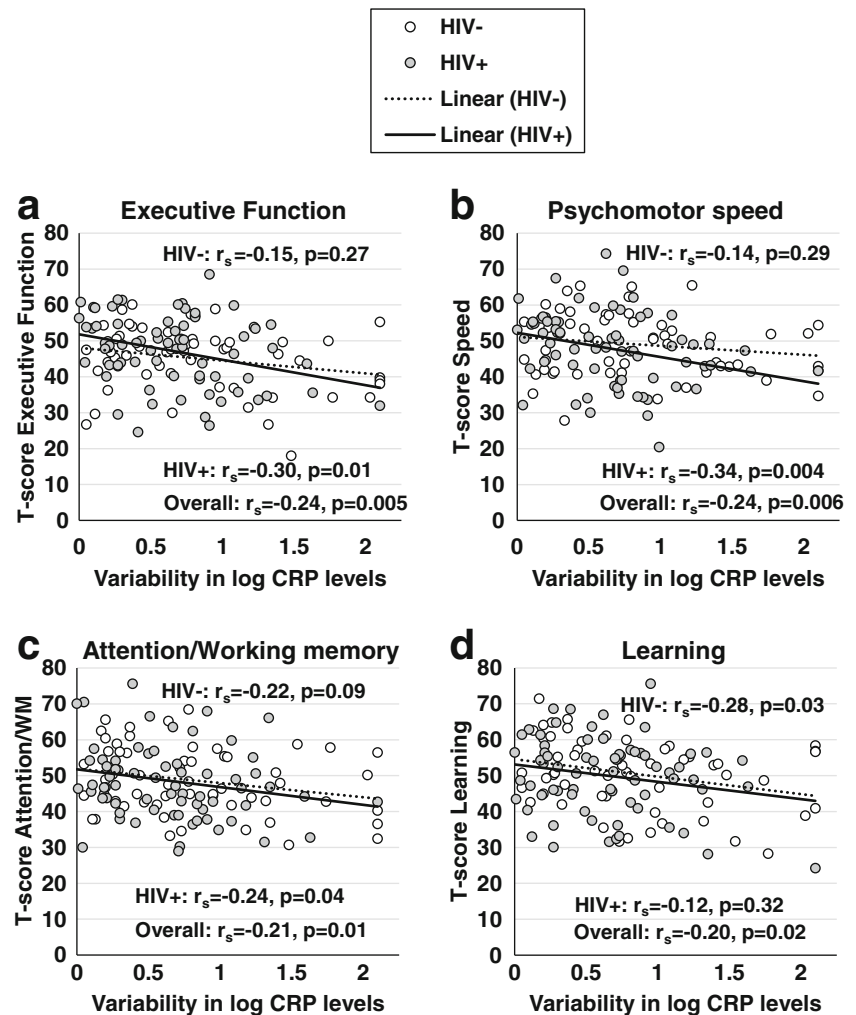 HIV-
HIV+
Linear (HIV-)
Linear (HIV+)
a
Executive Function
HIV-: rs=-0.15, p=0.27
T-score Executive Function
80
70
60
50
40
30
20
10
0
HIV+: rs=-0.30, p=0.01
Overall: rs=-0.24, p=0.005
0 0.5 1 1.5 2
Variability in log CRP levels
b
Psychomotor speed
HIV-: rs=-0.14, p=0.29
T-score Speed
80
70
60
50
40
30
20
10
0
HIV+: rs=-0.34, p=0.004
Overall: rs=-0.24, p=0.006
0 0.5 1 1.5 2
Variability in log CRP levels
c
Attention/Working memory
HIV-: rs=-0.22, p=0.09
T-score Attention/WM
80
70
60
50
40
30
20
10
0
HIV+: rs=-0.24, p=0.04
Overall: rs=-0.21, p=0.01
0 0.5 1 1.5 2
Variability in log CRP levels
d
Learning
HIV-: rs=-0.28, p=0.03
T-score Learning
80
70
60
50
40
30
20
10
0
HIV+: rs=-0.12, p=0.32
Overall: rs=-0.20, p=0.02
0 0.5 1 1.5 2
Variability in log CRP levels